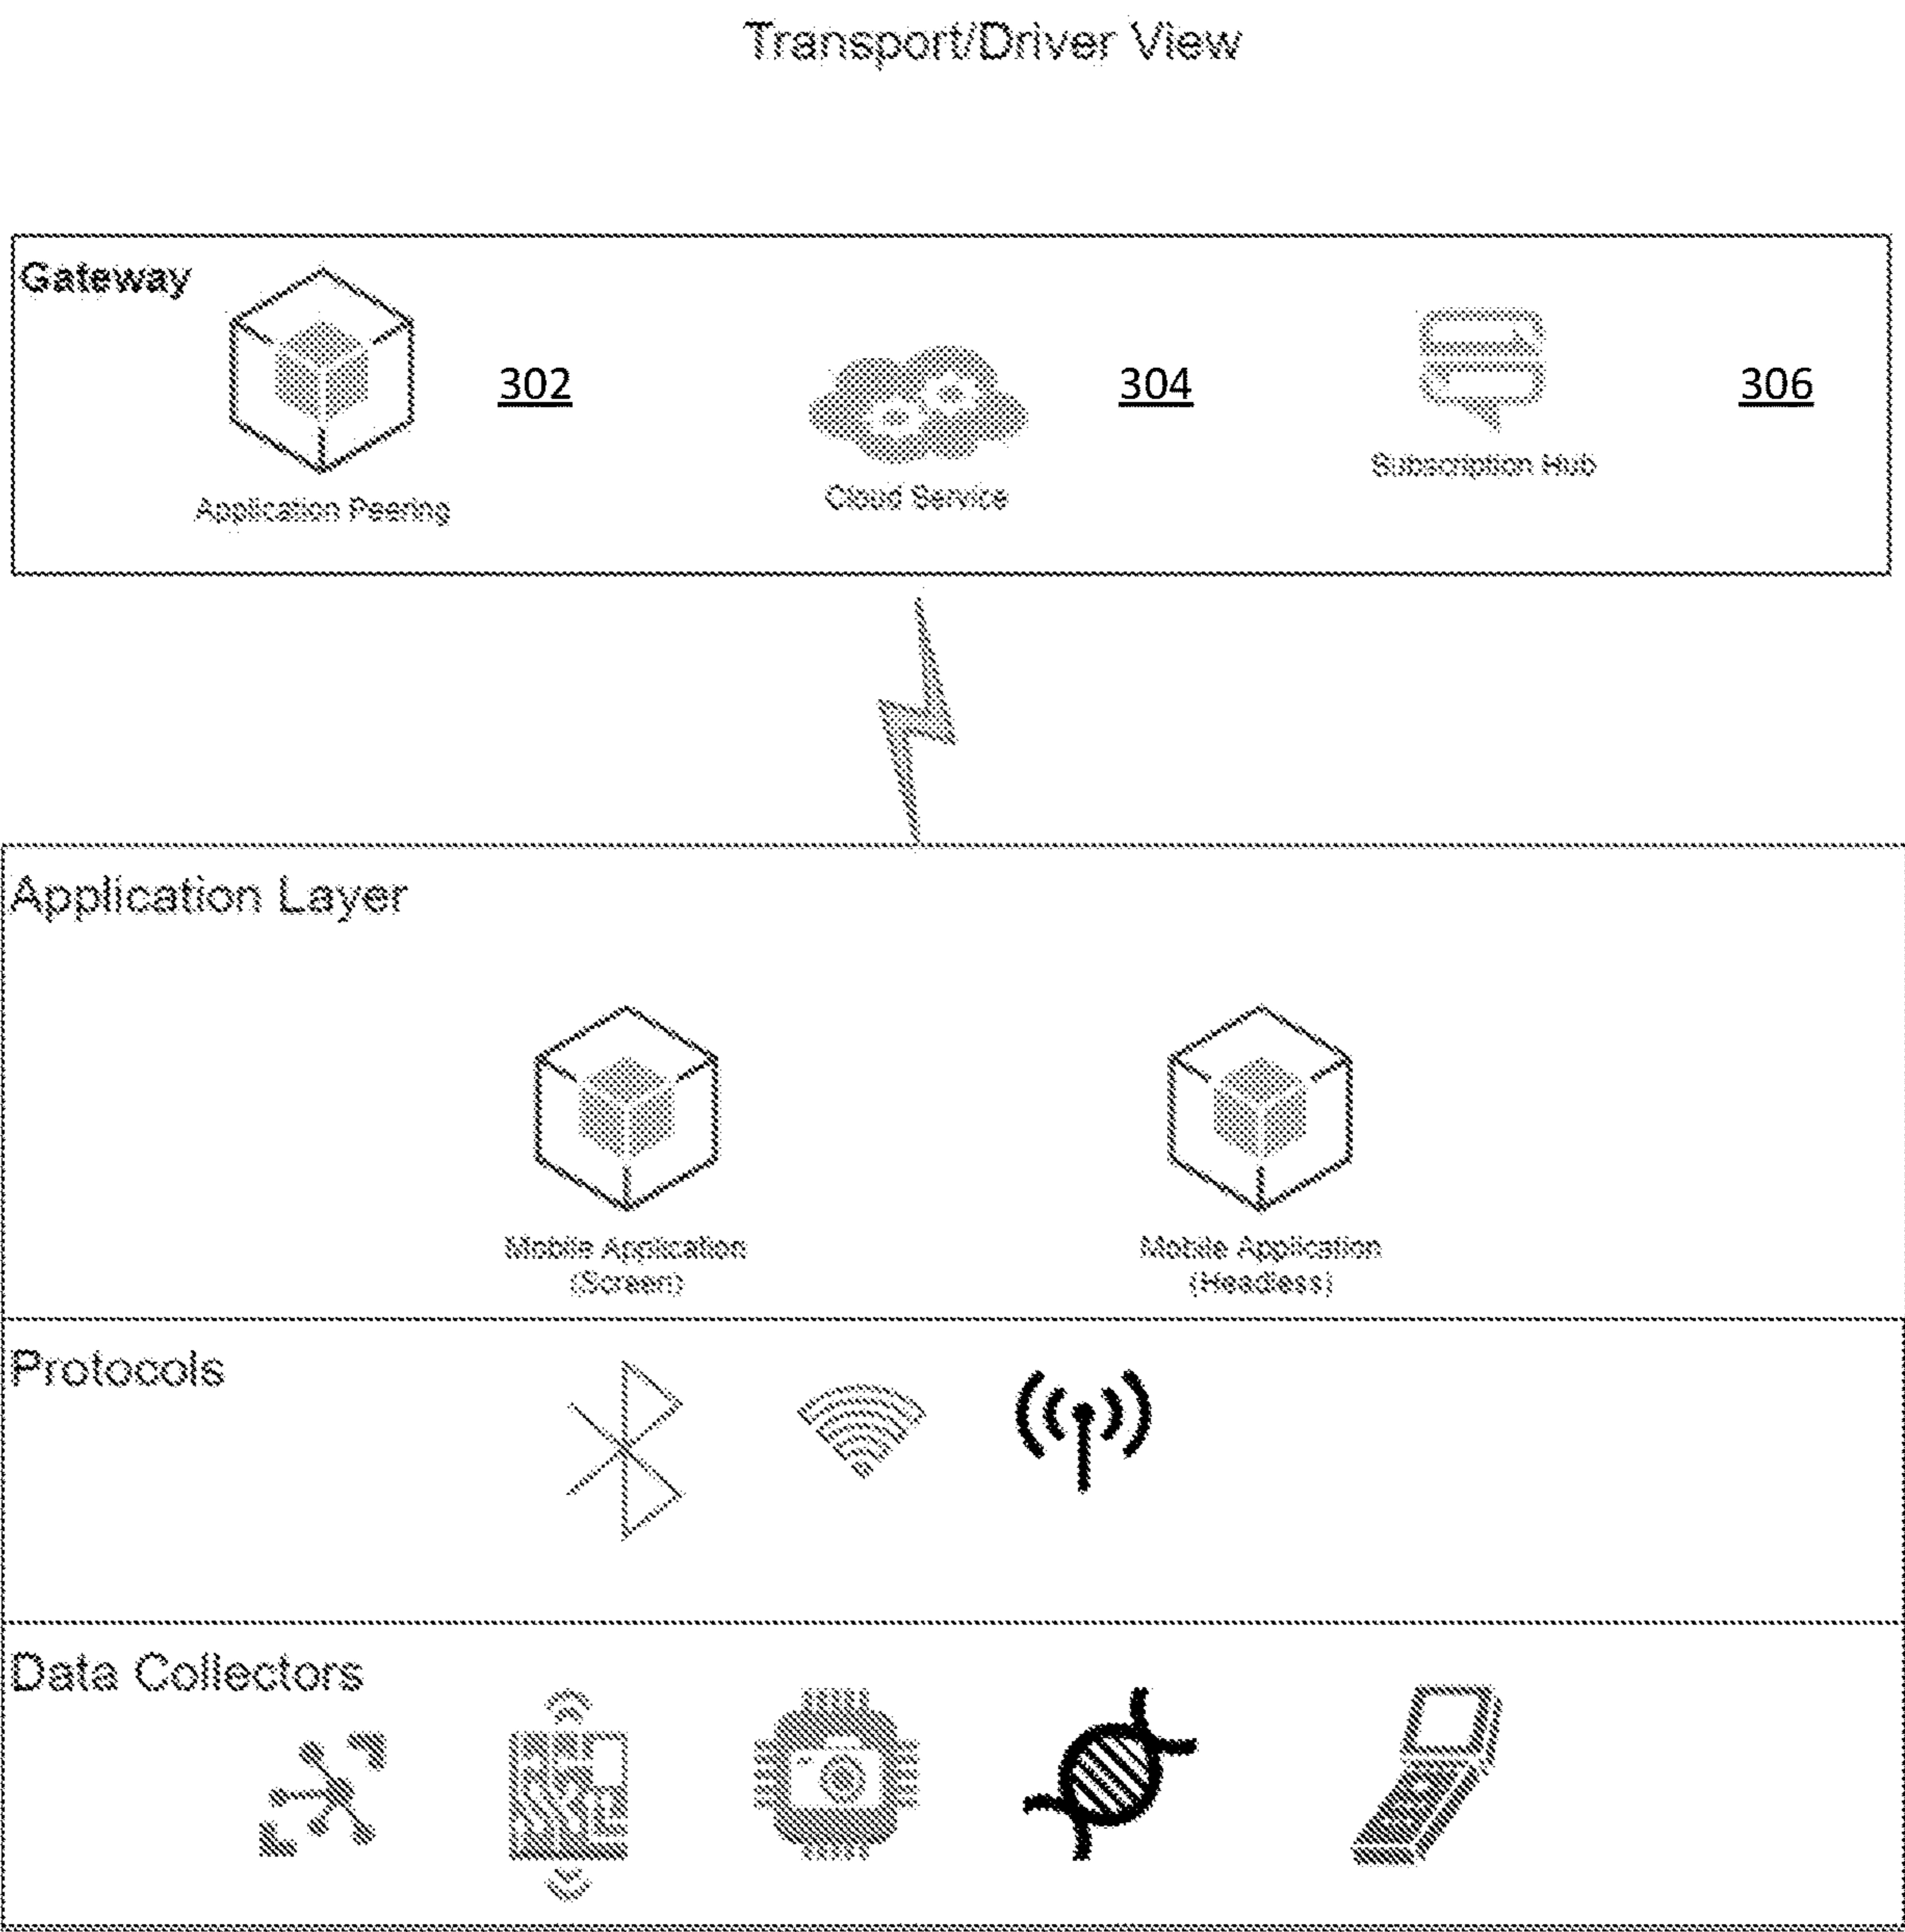 Transport/Driver View
Gateway
302
304
306
Application Peering
Cloud Service
Subscription Hub
Application Layer
Mobile Application
(Screen)
Mobile Application
(Headless)
Protocols
Data Collectors